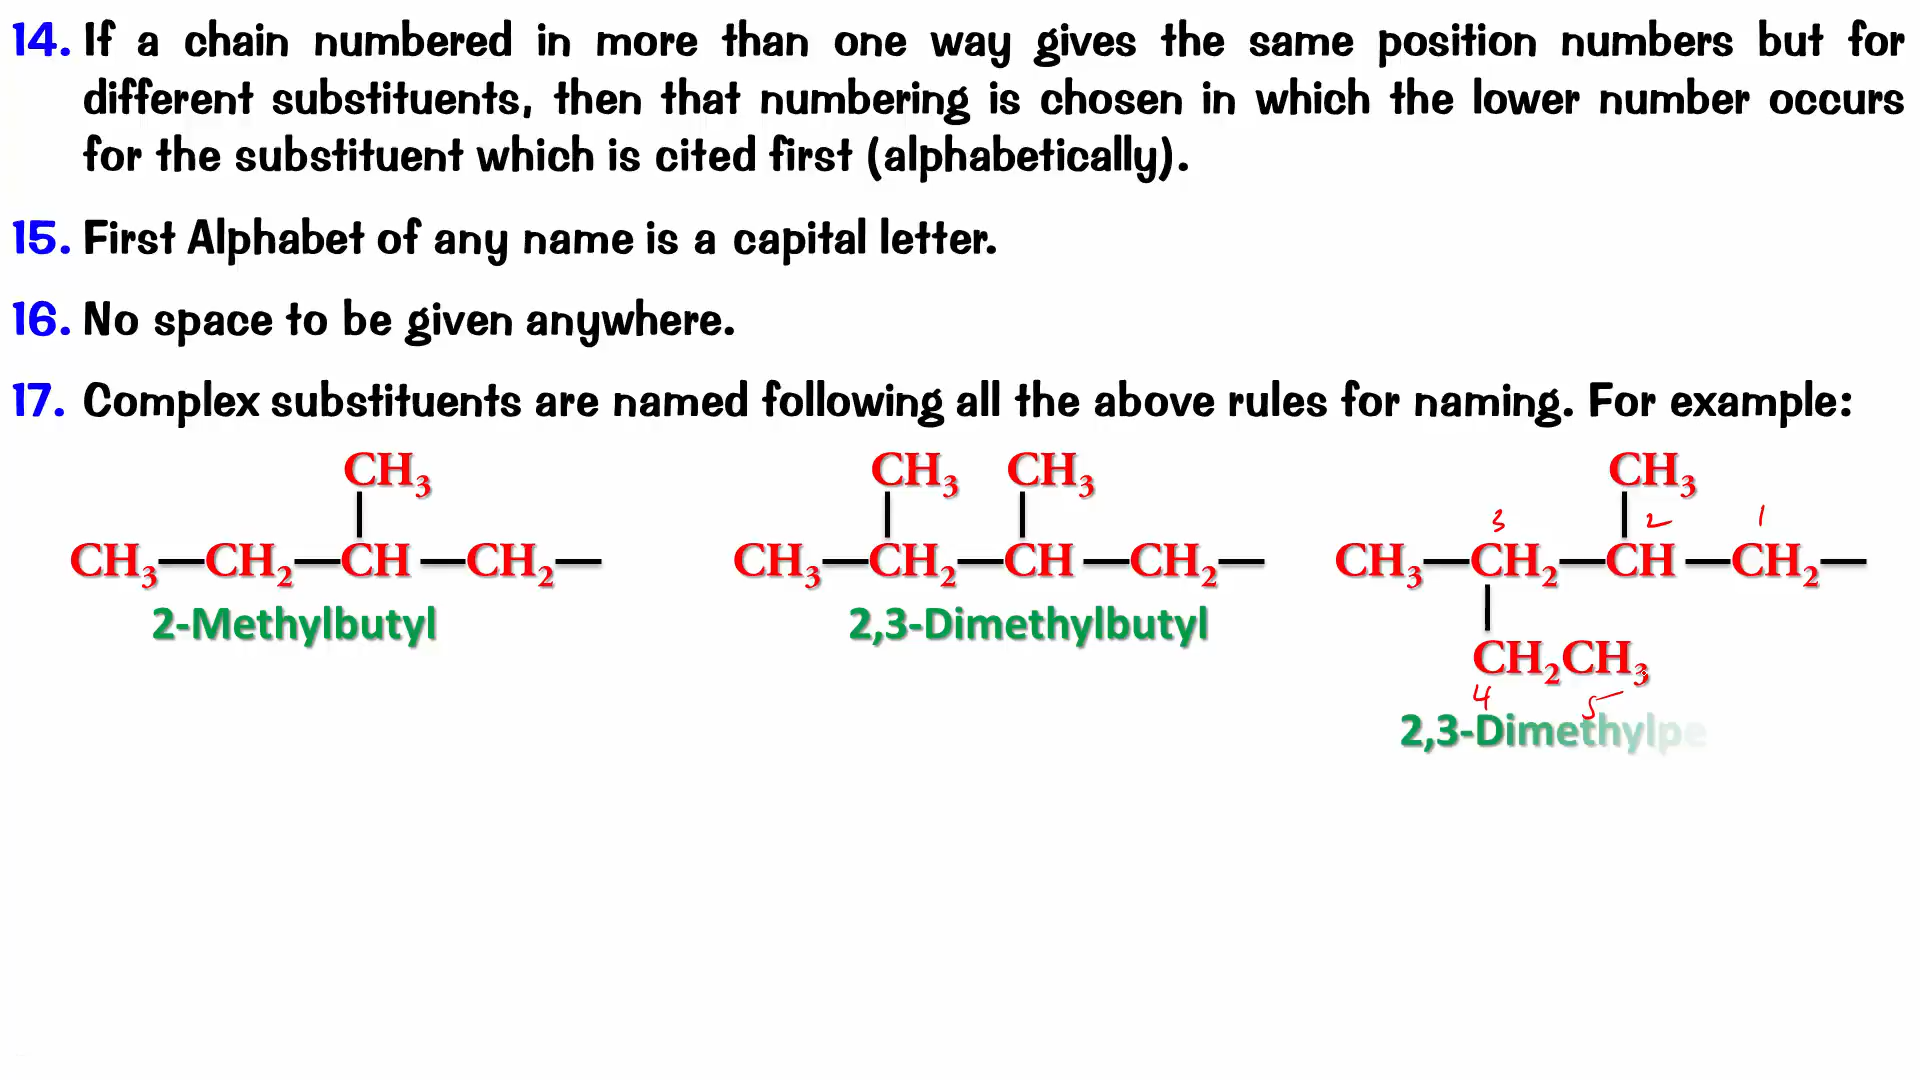 14. If a chain numbered in more than one way gives the same position numbers but for
different substituents, then that numbering is chosen in which the lower number occurs
for the substituent which is cited first (alphabetically).
15. First Alphabet of any name is a capital letter.
16. No space to be given anywhere.
17. Complex substituents are named following all the above rules for naming. For example:
CH₃
CH₃—CH₂—CH—CH₂—
2-Methylbutyl
CH₃ CH₃
CH₃—CH₂—CH—CH₂—
2,3-Dimethylbutyl
CH₃
3 2 1
CH₃—CH₂—CH—CH₂—
CH₂CH₃
4 5
2,3-Dimethylpe